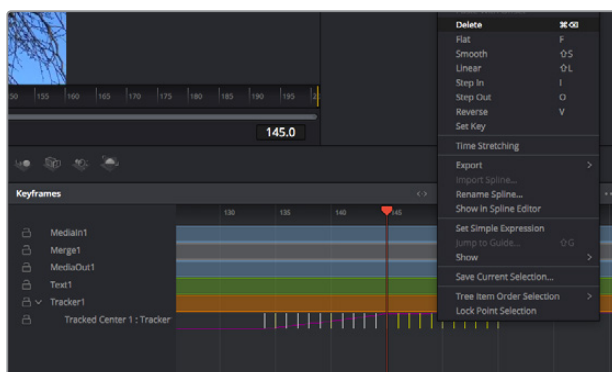 Delete ⌘⌫
Flat F
Smooth ⇧S
Linear ⇧L
Step In I
Step Out O
Reverse V
Set Key
Time Stretching
Export >
Import Spline...
Rename Spline...
Show in Spline Editor
Set Simple Expression
Jump to Guide... ⇧G
Show >
Save Current Selection...
Tree Item Order Selection >
Lock Point Selection
155 160 165 170 175 180 185 190 195
145.0
Keyframes
130 135 140 145
MediaIn1
Merge1
MediaOut1
Text1
Tracker1
Tracked Center 1 : Tracker